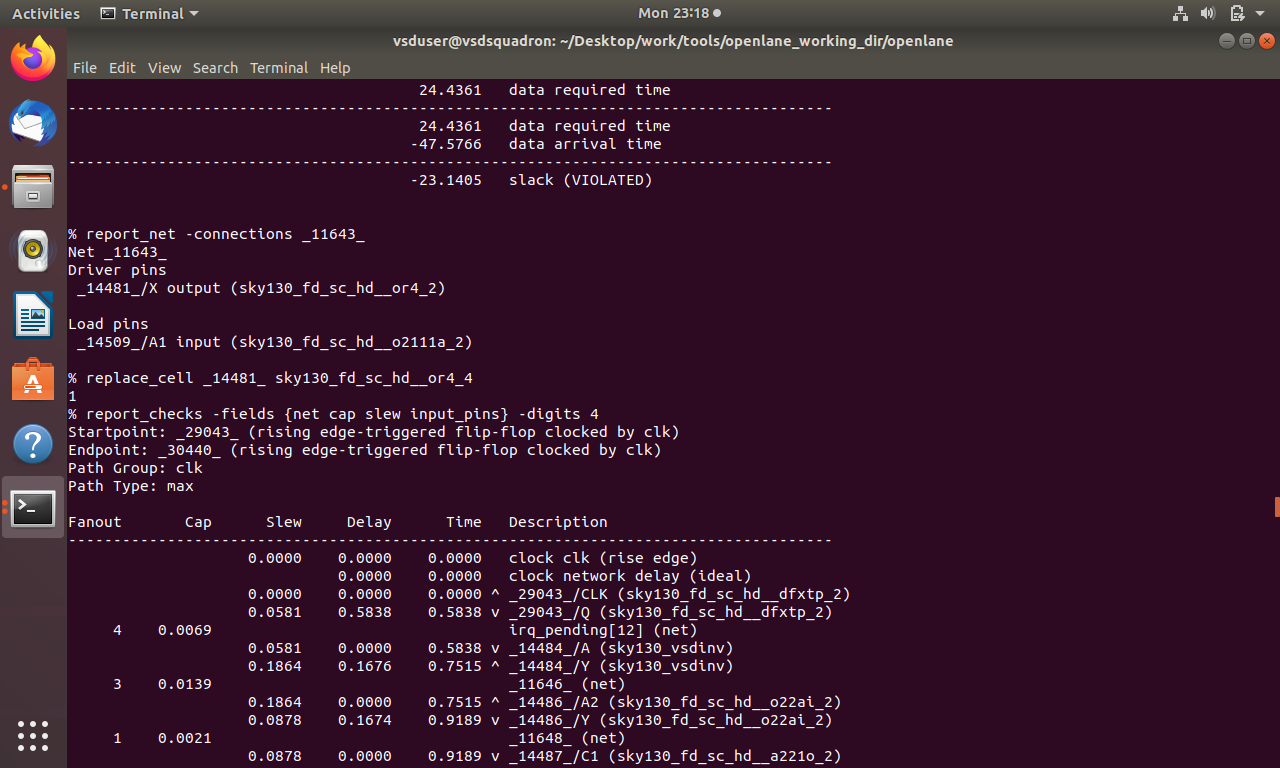 Activities Terminal Mon 23:18
vsduser@vsdsquadron: ~/Desktop/work/tools/openlane_working_dir/openlane
File Edit View Search Terminal Help
24.4361 data required time
-------------------------------------------------------------------------------------
24.4361 data required time
-47.5766 data arrival time
-------------------------------------------------------------------------------------
-23.1405 slack (VIOLATED)
% report_net -connections _11643_
Net _11643_
Driver pins
_14481_/X output (sky130_fd_sc_hd__or4_2)
Load pins
_14509_/A1 input (sky130_fd_sc_hd__o2111a_2)
% replace_cell _14481_ sky130_fd_sc_hd__or4_4
1
% report_checks -fields {net cap slew input_pins} -digits 4
Startpoint: _29043_ (rising edge-triggered flip-flop clocked by clk)
Endpoint: _30440_ (rising edge-triggered flip-flop clocked by clk)
Path Group: clk
Path Type: max
Fanout Cap Slew Delay Time Description
-------------------------------------------------------------------------------------
0.0000 0.0000 0.0000 clock clk (rise edge)
0.0000 0.0000 clock network delay (ideal)
0.0000 0.0000 0.0000 ^ _29043_/CLK (sky130_fd_sc_hd__dfxtp_2)
0.0581 0.5838 0.5838 v _29043_/Q (sky130_fd_sc_hd__dfxtp_2)
4 0.0069 irq_pending[12] (net)
0.0581 0.0000 0.5838 v _14484_/A (sky130_vsdinv)
0.1864 0.1676 0.7515 ^ _14484_/Y (sky130_vsdinv)
3 0.0139 _11646_ (net)
0.1864 0.0000 0.7515 ^ _14486_/A2 (sky130_fd_sc_hd__o22ai_2)
0.0878 0.1674 0.9189 v _14486_/Y (sky130_fd_sc_hd__o22ai_2)
1 0.0021 _11648_ (net)
0.0878 0.0000 0.9189 v _14487_/C1 (sky130_fd_sc_hd__a221o_2)